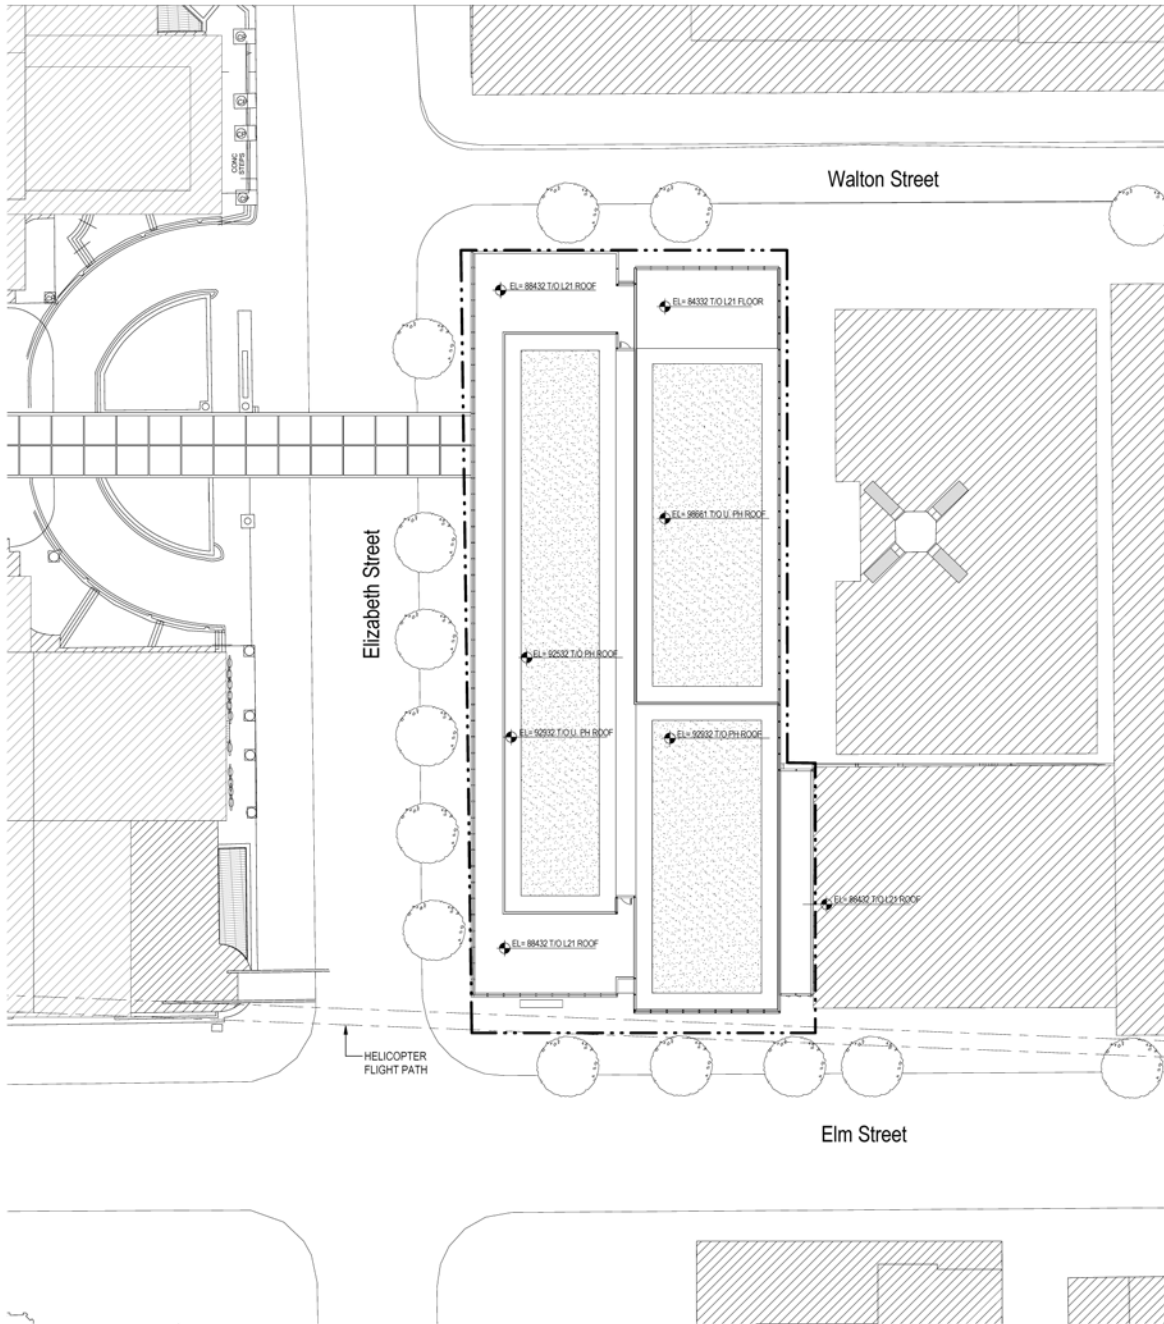 CONC
STEPS
Walton Street
EL= 88432 T/O L21 ROOF
EL= 84332 T/O L21 FLOOR
EL= 98661 T/O U. PH ROOF
Elizabeth Street
EL= 92532 T/O PH ROOF
EL= 92932 T/O U. PH ROOF
EL= 92932 T/O PH ROOF
EL= 88432 T/O L21 ROOF
EL= 88432 T/O L21 ROOF
HELICOPTER
FLIGHT PATH
Elm Street